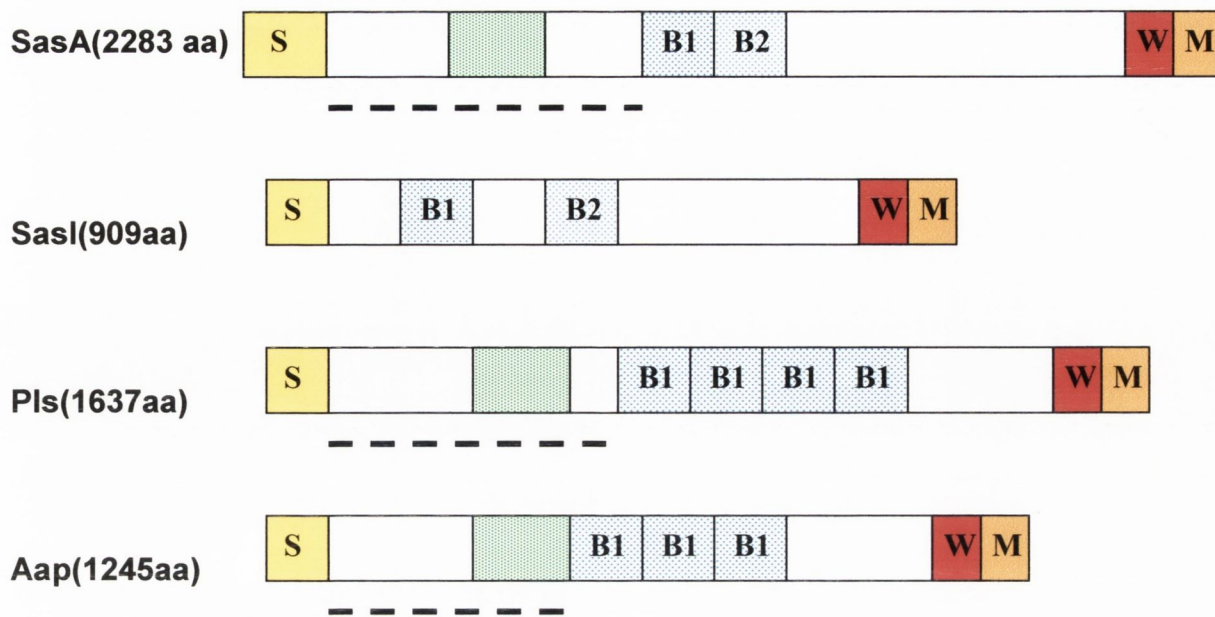 SasA(2283 aa) S B1 B2 W M
SasI(909aa) S B1 B2 W M
Pls(1637aa) S B1 B1 B1 B1 W M
Aap(1245aa) S B1 B1 B1 W M